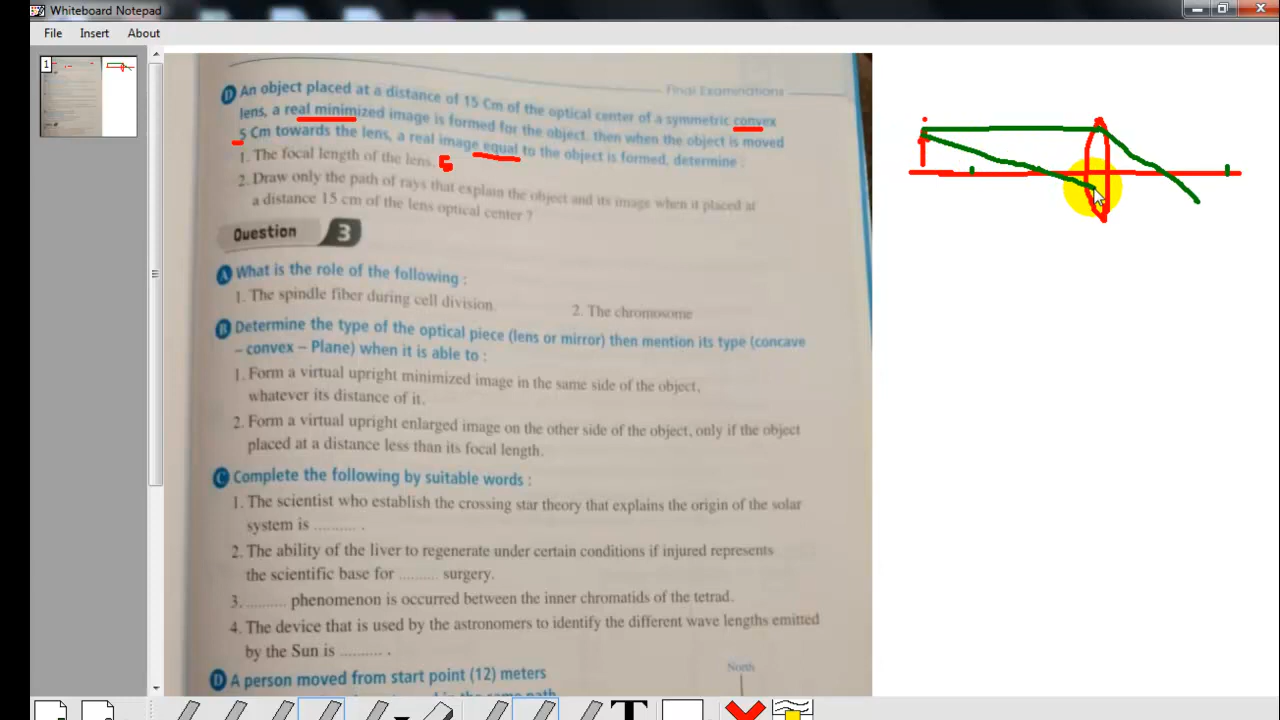 Whiteboard Notepad
File Insert About
1
Final Examinations
D An object placed at a distance of 15 Cm of the optical center of a symmetric convex
lens, a real minimized image is formed for the object. then when the object is moved
5 Cm towards the lens, a real image equal to the object is formed, determine :
1. The focal length of the lens. 5
2. Draw only the path of rays that explain the object and its image when it placed at
a distance 15 cm of the lens optical center ?
Question 3
A What is the role of the following :
1. The spindle fiber during cell division.
2. The chromosome
B Determine the type of the optical piece (lens or mirror) then mention its type (concave
– convex – Plane) when it is able to :
1. Form a virtual upright minimized image in the same side of the object,
whatever its distance of it.
2. Form a virtual upright enlarged image on the other side of the object, only if the object
placed at a distance less than its focal length.
C Complete the following by suitable words :
1. The scientist who establish the crossing star theory that explains the origin of the solar
system is .......... .
2. The ability of the liver to regenerate under certain conditions if injured represents
the scientific base for ......... surgery.
3. .......... phenomenon is occurred between the inner chromatids of the tetrad.
4. The device that is used by the astronomers to identify the different wave lengths emitted
by the Sun is .......... .
North
D A person moved from start point (12) meters
T